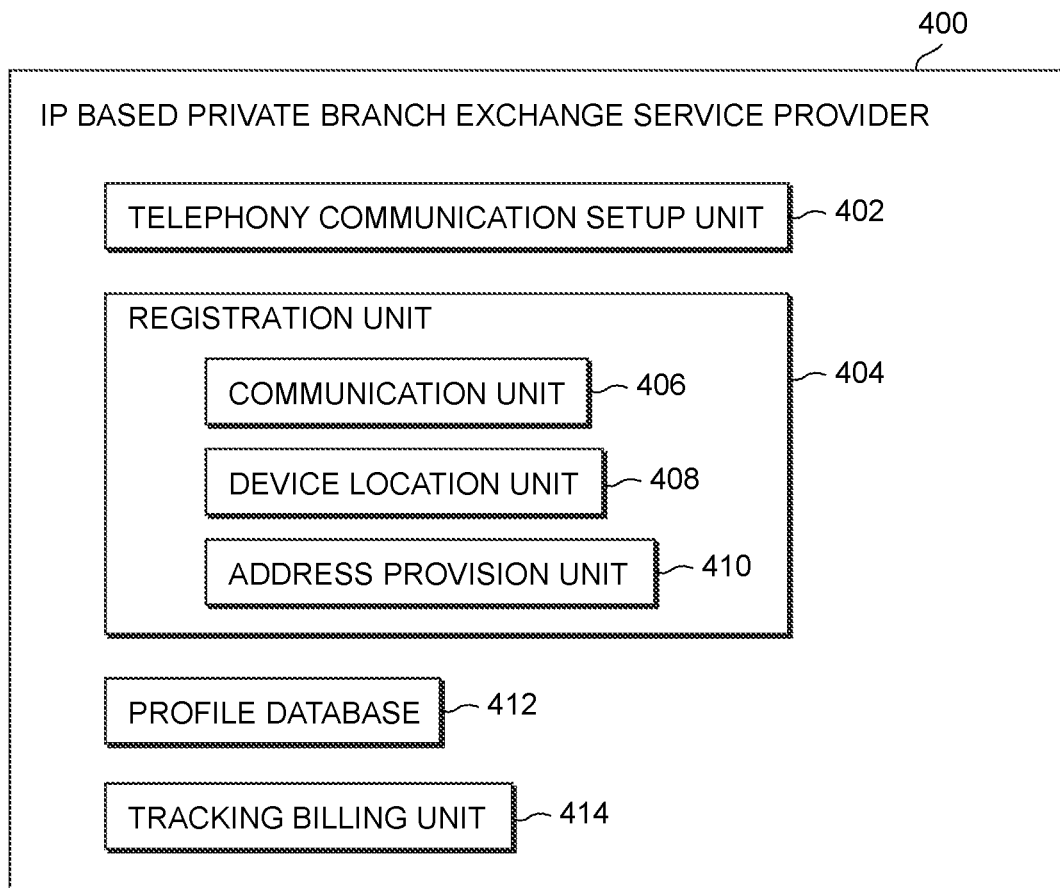 400
IP BASED PRIVATE BRANCH EXCHANGE SERVICE PROVIDER
TELEPHONY COMMUNICATION SETUP UNIT 402
REGISTRATION UNIT
404
COMMUNICATION UNIT 406
DEVICE LOCATION UNIT 408
ADDRESS PROVISION UNIT 410
PROFILE DATABASE 412
TRACKING BILLING UNIT 414